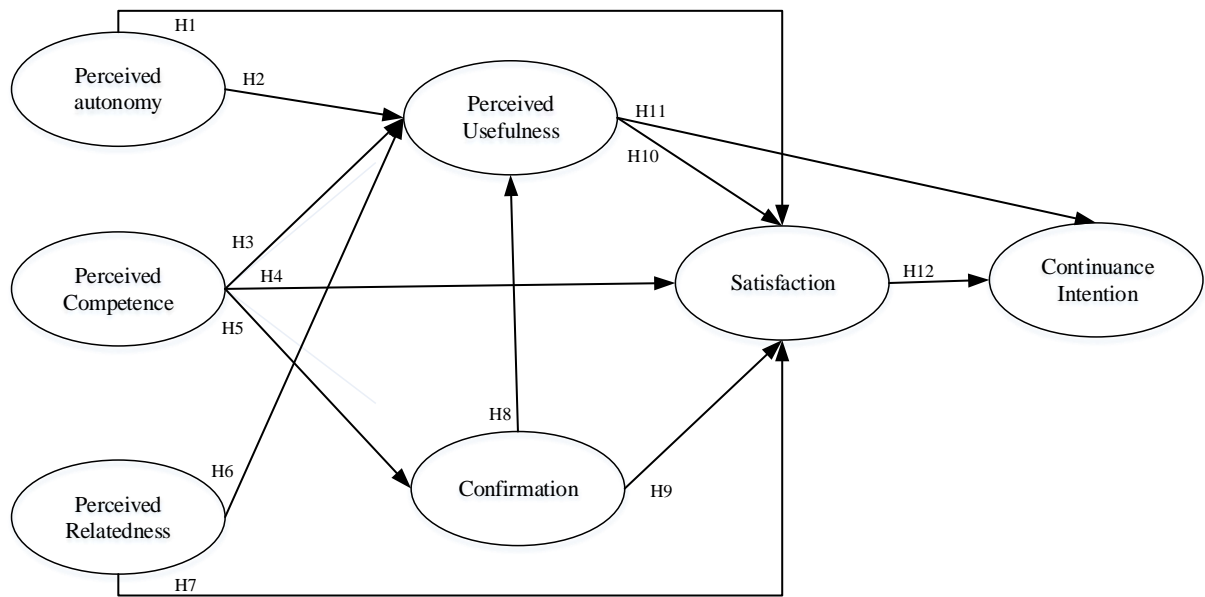 H1
Perceived
autonomy
H2
Perceived
Usefulness
H11
H10
H3
Perceived
Competence
H4
H5
Satisfaction
H12
Continuance
Intention
H8
H6
Perceived
Relatedness
Confirmation
H9
H7